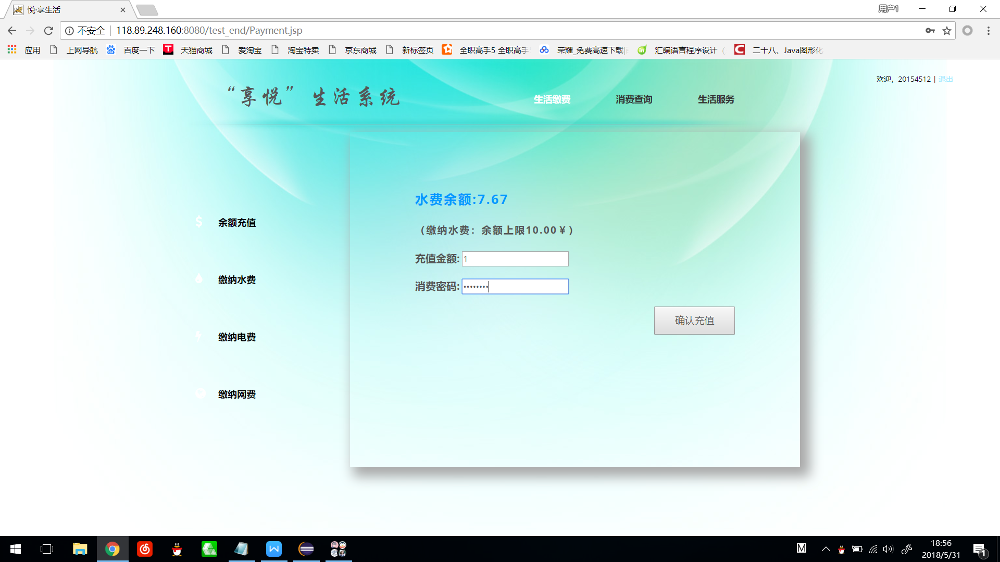 悦·享生活
用户1
不安全 118.89.248.160:8080/test_end/Payment.jsp
应用 上网导航 百度一下 天猫商城 爱淘宝 淘宝特卖 京东商城 新标签页 全职高手5 全职高手 荣耀_免费高速下载 汇编语言程序设计 ( 二十八、Java图形化
欢迎，20154512 | 退出
“享悦”生活系统
生活缴费 消费查询 生活服务
水费余额:7.67
（缴纳水费：余额上限10.00￥）
充值金额: 1
消费密码: ••••••••
确认充值
余额充值
缴纳水费
缴纳电费
缴纳网费
M
18:56
2018/5/31
1